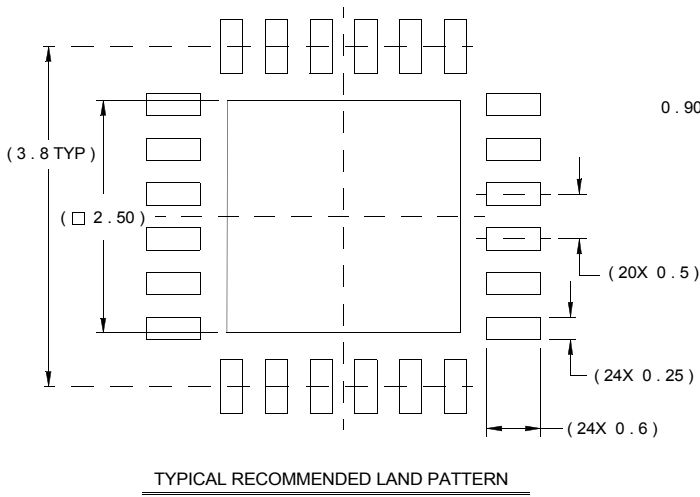 0 . 90
( 3 . 8 TYP )
( □ 2 . 50 )
( 20X 0 . 5 )
( 24X 0 . 25 )
( 24X 0 . 6 )
TYPICAL RECOMMENDED LAND PATTERN